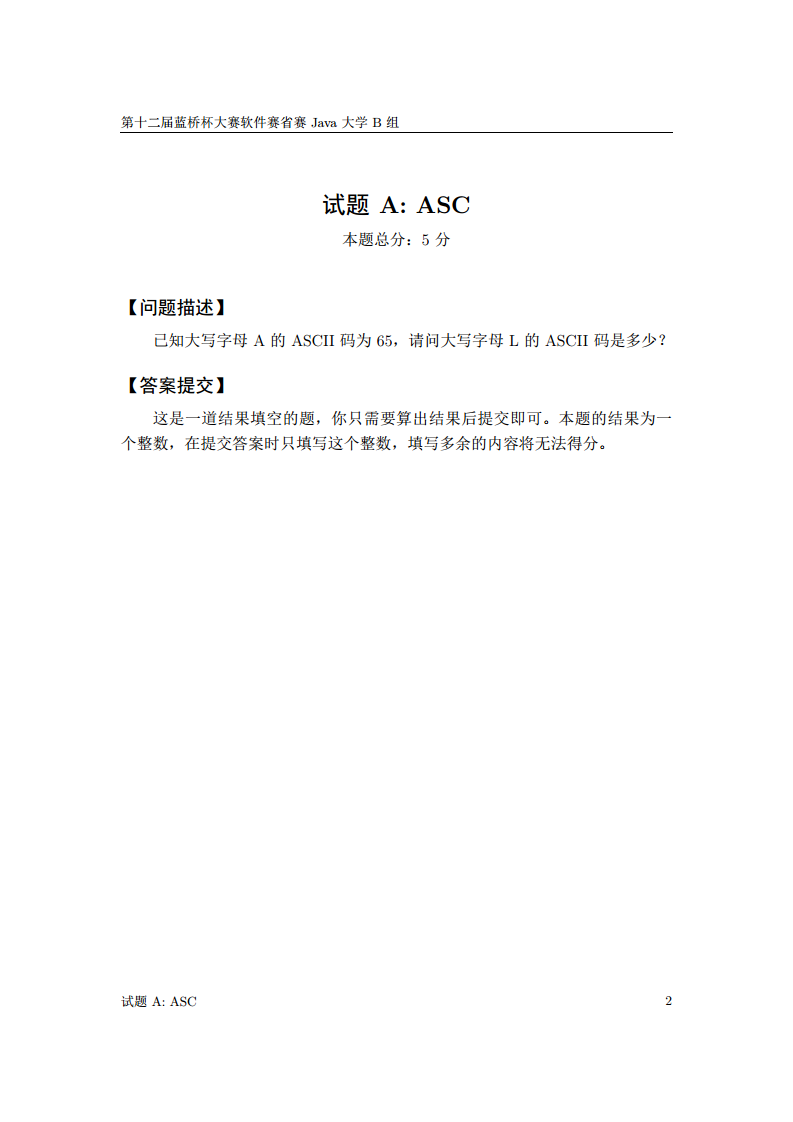 第十二届蓝桥杯大赛软件赛省赛 Java 大学 B 组
试题 A: ASC
本题总分：5 分
【问题描述】
已知大写字母 A 的 ASCII 码为 65，请问大写字母 L 的 ASCII 码是多少？
【答案提交】
这是一道结果填空的题，你只需要算出结果后提交即可。本题的结果为一
个整数，在提交答案时只填写这个整数，填写多余的内容将无法得分。
试题 A: ASC 2